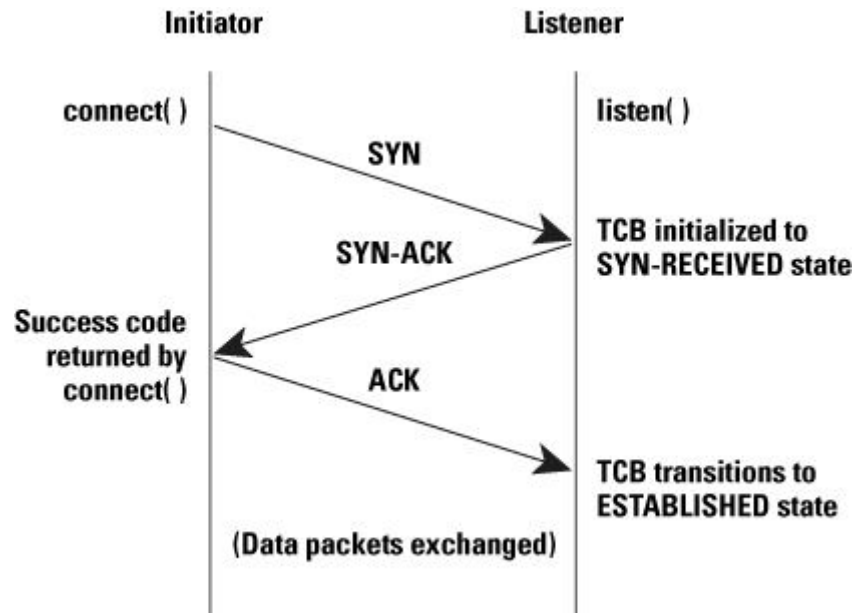 Initiator
Listener
connect( )
listen( )
SYN
TCB initialized to
SYN-RECEIVED state
SYN-ACK
Success code
returned by
connect( )
ACK
TCB transitions to
ESTABLISHED state
(Data packets exchanged)